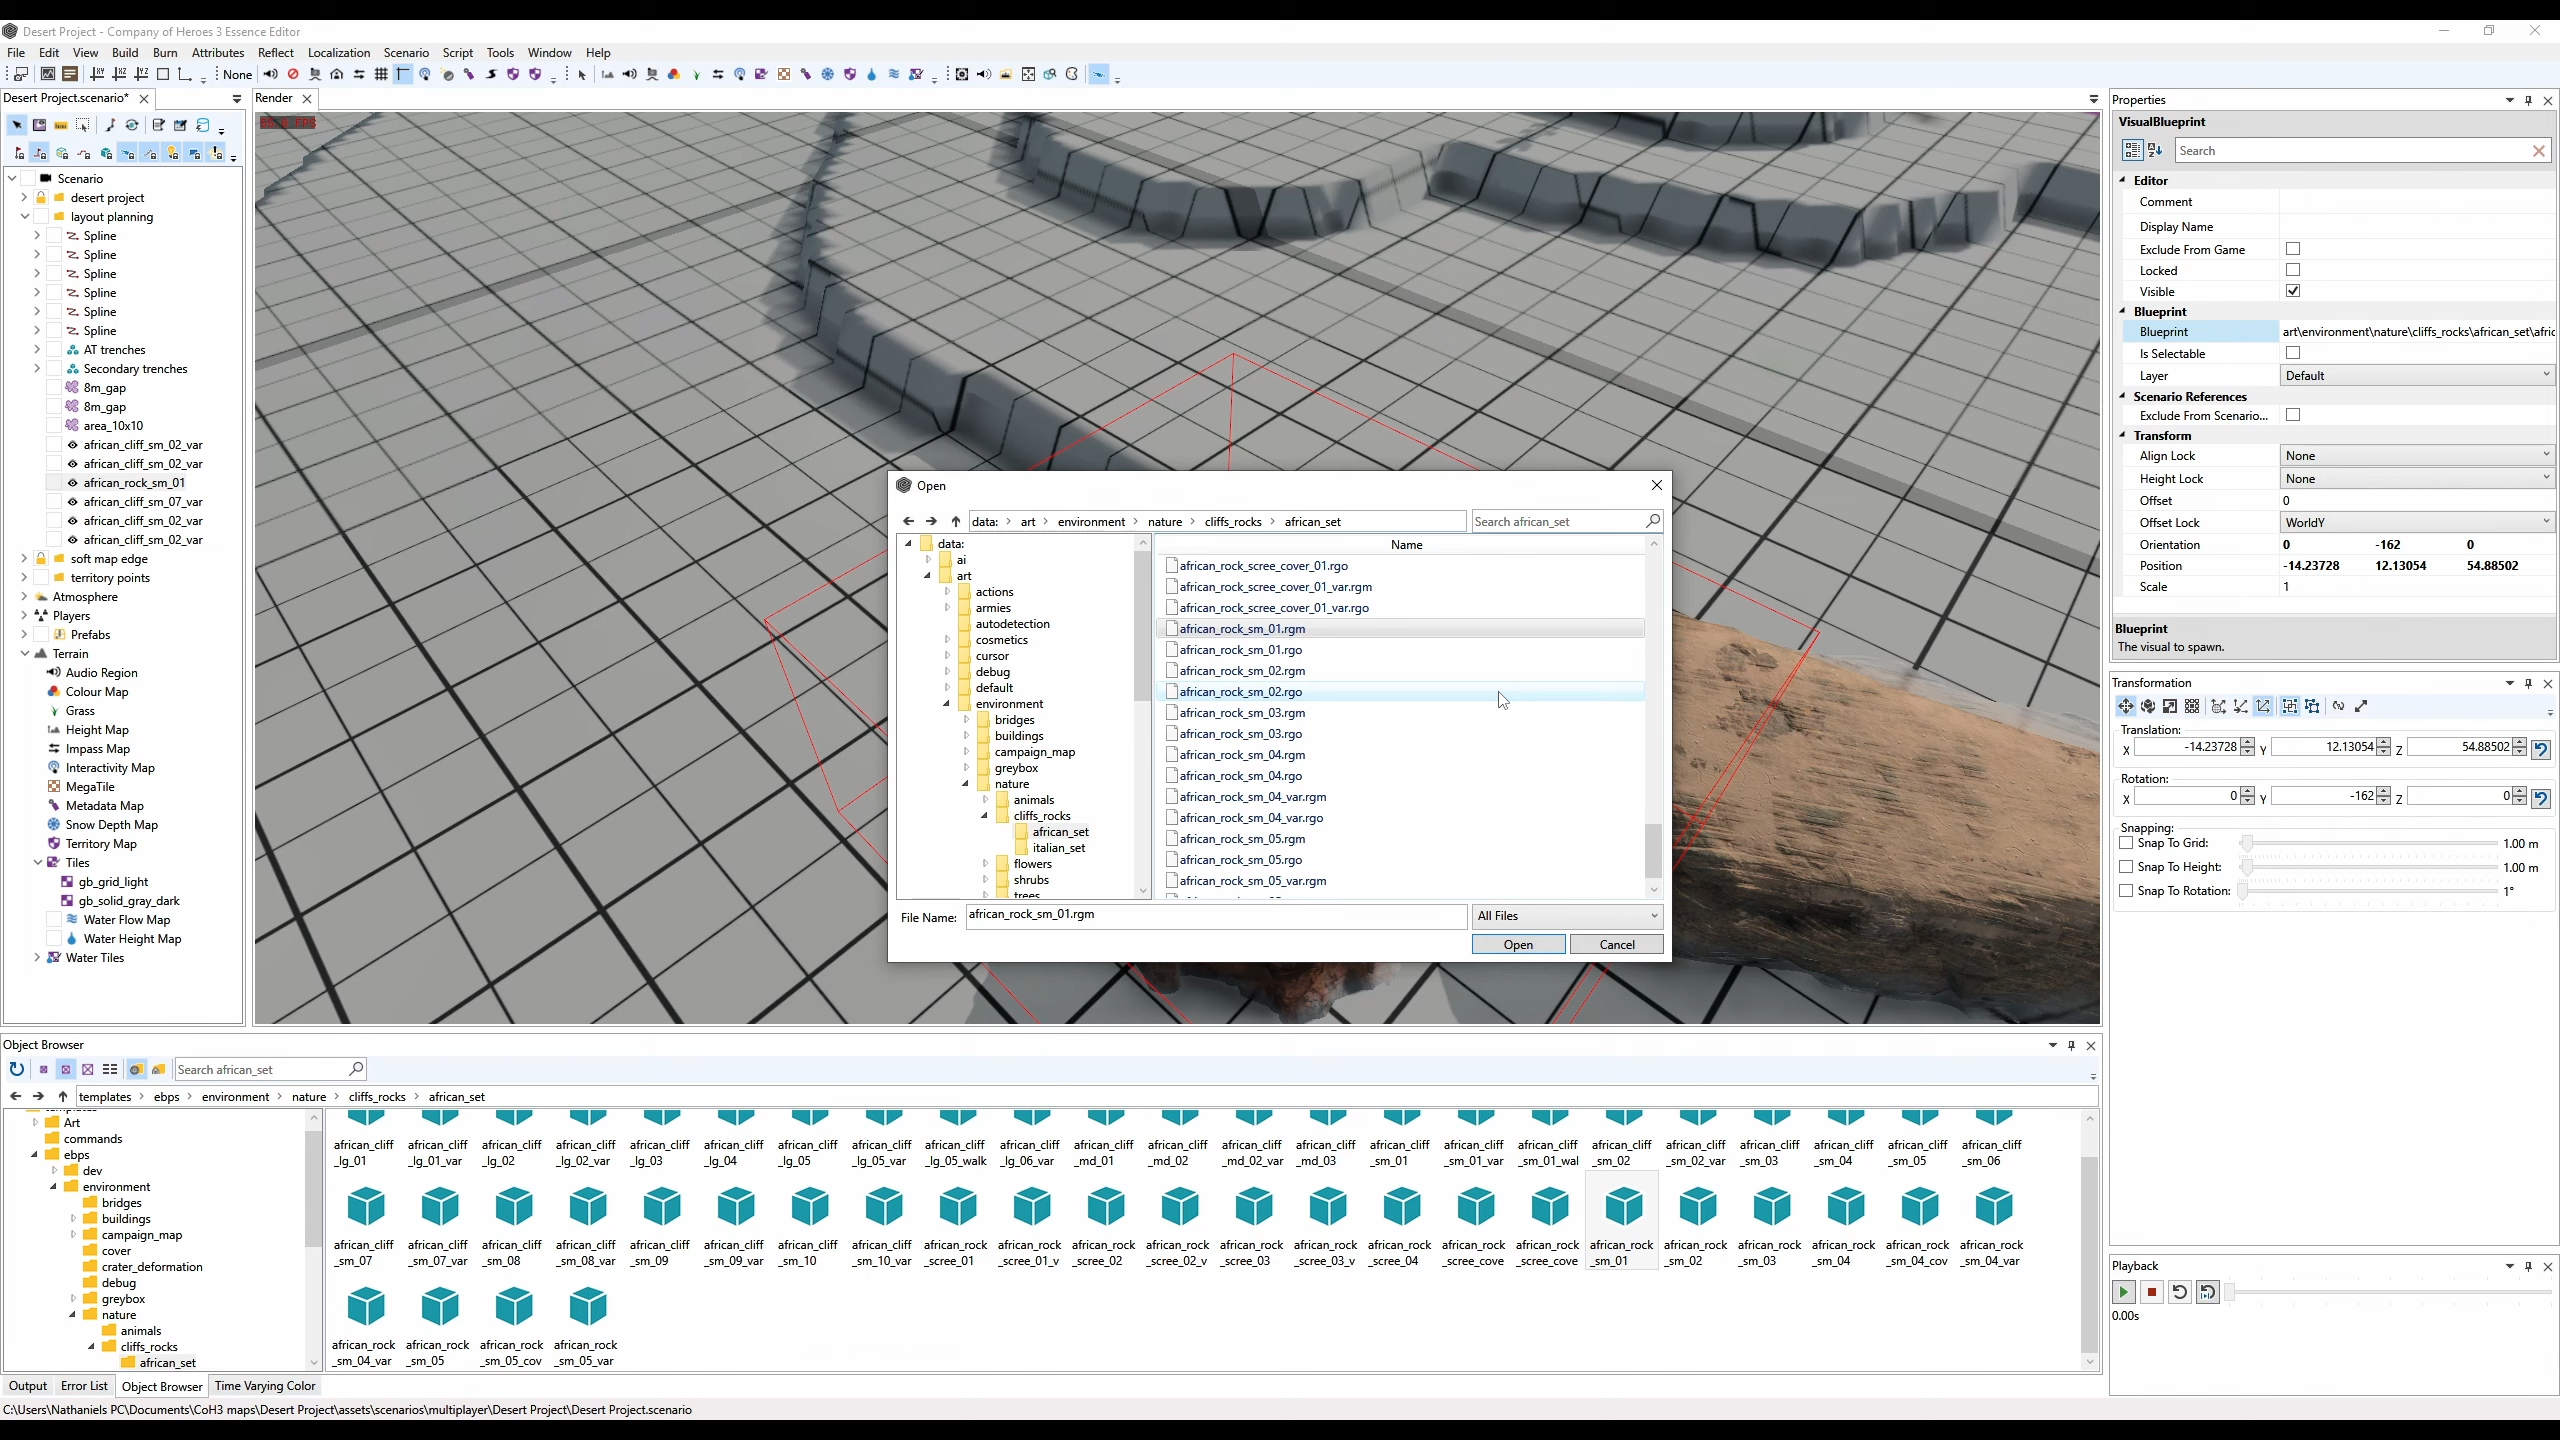 Desert Project - Company of Heroes 3 Essence Editor
File Edit View Build Burn Attributes Reflect Localization Scenario Script Tools Window Help
None
Desert Project.scenario*
Render
Scenario
desert project
layout planning
Spline
Spline
Spline
Spline
Spline
Spline
AT trenches
Secondary trenches
8m_gap
8m_gap
area_10x10
african_cliff_sm_02_var
african_cliff_sm_02_var
african_rock_sm_01
african_cliff_sm_07_var
african_cliff_sm_02_var
african_cliff_sm_02_var
soft map edge
territory points
Atmosphere
Players
Prefabs
Terrain
Audio Region
Colour Map
Grass
Height Map
Impass Map
Interactivity Map
MegaTile
Metadata Map
Snow Depth Map
Territory Map
Tiles
gb_grid_light
gb_solid_gray_dark
Water Flow Map
Water Height Map
Water Tiles
Open
data: art environment nature cliffs_rocks african_set
Search african_set
data:
ai
art
actions
armies
autodetection
cosmetics
cursor
debug
default
environment
bridges
buildings
campaign_map
greybox
nature
animals
cliffs_rocks
african_set
italian_set
flowers
shrubs
trees
Name
african_rock_scree_cover_01.rgo
african_rock_scree_cover_01_var.rgm
african_rock_scree_cover_01_var.rgo
african_rock_sm_01.rgm
african_rock_sm_01.rgo
african_rock_sm_02.rgm
african_rock_sm_02.rgo
african_rock_sm_03.rgm
african_rock_sm_03.rgo
african_rock_sm_04.rgm
african_rock_sm_04.rgo
african_rock_sm_04_var.rgm
african_rock_sm_04_var.rgo
african_rock_sm_05.rgm
african_rock_sm_05.rgo
african_rock_sm_05_var.rgm
File Name: african_rock_sm_01.rgm
All Files
Open Cancel
Properties
VisualBlueprint
Search
Editor
Comment
Display Name
Exclude From Game
Locked
Visible
Blueprint
Blueprint art\environment\nature\cliffs_rocks\african_set\afric
Is Selectable
Layer Default
Scenario References
Exclude From Scenario...
Transform
Align Lock None
Height Lock None
Offset 0
Offset Lock WorldY
Orientation 0 -162 0
Position -14.23728 12.13054 54.88502
Scale 1
Blueprint
The visual to spawn.
Transformation
Translation:
X -14.23728 Y 12.13054 Z 54.88502
Rotation:
X 0 Y -162 Z 0
Snapping:
Snap To Grid: 1.00 m
Snap To Height: 1.00 m
Snap To Rotation: 1°
Playback
0.00s
Object Browser
Search african_set
templates ebps environment nature cliffs_rocks african_set
Art
commands
ebps
dev
environment
bridges
buildings
campaign_map
cover
crater_deformation
debug
greybox
nature
animals
cliffs_rocks
african_set
african_cliff african_cliff african_cliff african_cliff african_cliff african_cliff african_cliff african_cliff african_cliff african_cliff african_cliff african_cliff african_cliff african_cliff african_cliff african_cliff african_cliff african_cliff african_cliff african_cliff african_cliff african_cliff african_cliff
_lg_01 _lg_01_var _lg_02 _lg_02_var _lg_03 _lg_04 _lg_05 _lg_05_var _lg_05_walk _lg_06_var _md_01 _md_02 _md_02_var _md_03 _sm_01 _sm_01_var _sm_01_wal _sm_02 _sm_02_var _sm_03 _sm_04 _sm_05 _sm_06
african_cliff african_cliff african_cliff african_cliff african_cliff african_cliff african_cliff african_cliff african_rock african_rock african_rock african_rock african_rock african_rock african_rock african_rock african_rock african_rock african_rock african_rock african_rock african_rock african_rock
_sm_07 _sm_07_var _sm_08 _sm_08_var _sm_09 _sm_09_var _sm_10 _sm_10_var _scree_01 _scree_01_v _scree_02 _scree_02_v _scree_03 _scree_03_v _scree_04 _scree_cove _scree_cove _sm_01 _sm_02 _sm_03 _sm_04 _sm_04_cov _sm_04_var
african_rock african_rock african_rock african_rock
_sm_04_var _sm_05 _sm_05_cov _sm_05_var
Output Error List Object Browser Time Varying Color
C:\Users\Nathaniels PC\Documents\CoH3 maps\Desert Project\assets\scenarios\multiplayer\Desert Project\Desert Project.scenario